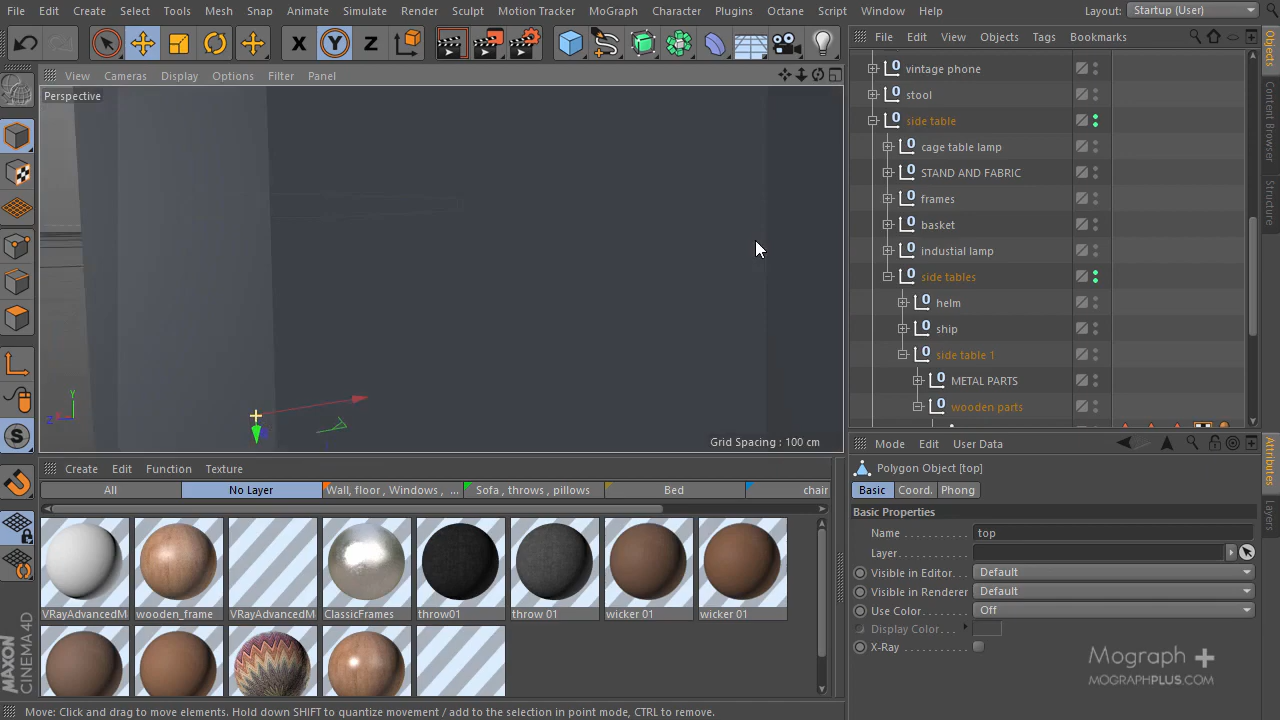 File Edit Create Select Tools Mesh Snap Animate Simulate Render Sculpt Motion Tracker MoGraph Character Plugins Octane Script Window Help Layout: Startup (User)
X Y Z
View Cameras Display Options Filter Panel
Perspective
Y
Z
Grid Spacing : 100 cm
File Edit View Objects Tags Bookmarks
vintage phone
stool
side table
cage table lamp
STAND AND FABRIC
frames
basket
industial lamp
side tables
helm
ship
side table 1
METAL PARTS
wooden parts
Objects
Content Browser
Structure
Create Edit Function Texture
All No Layer Wall, floor , Windows , ... Sofa , throws , pillows Bed chair
VRayAdvancedM wooden_frame VRayAdvancedM ClassicFrames throw01 throw 01 wicker 01 wicker 01
Mode Edit User Data
Polygon Object [top]
Basic Coord. Phong
Basic Properties
Name top
Layer
Visible in Editor Default
Visible in Renderer Default
Use Color Off
Display Color
X-Ray
Attributes
Layers
Mograph +
MOGRAPHPLUS.COM
MAXON
CINEMA 4D
Move: Click and drag to move elements. Hold down SHIFT to quantize movement / add to the selection in point mode, CTRL to remove.